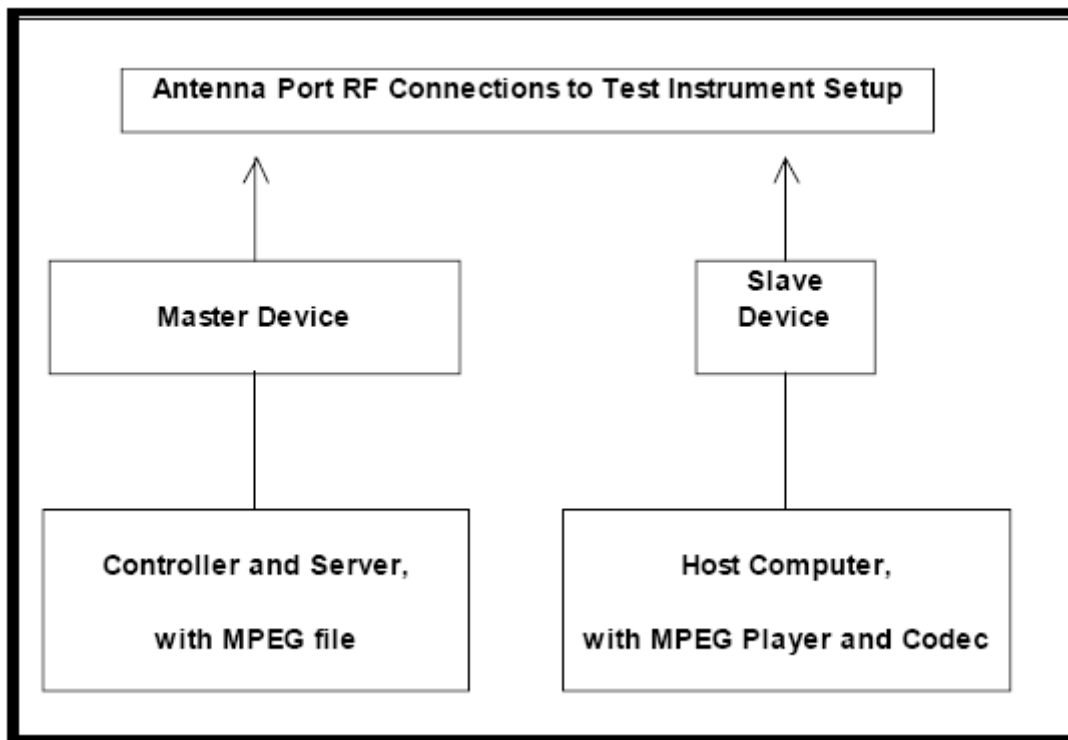 Antenna Port RF Connections to Test Instrument Setup
Master Device
Slave
Device
Controller and Server,
with MPEG file
Host Computer,
with MPEG Player and Codec